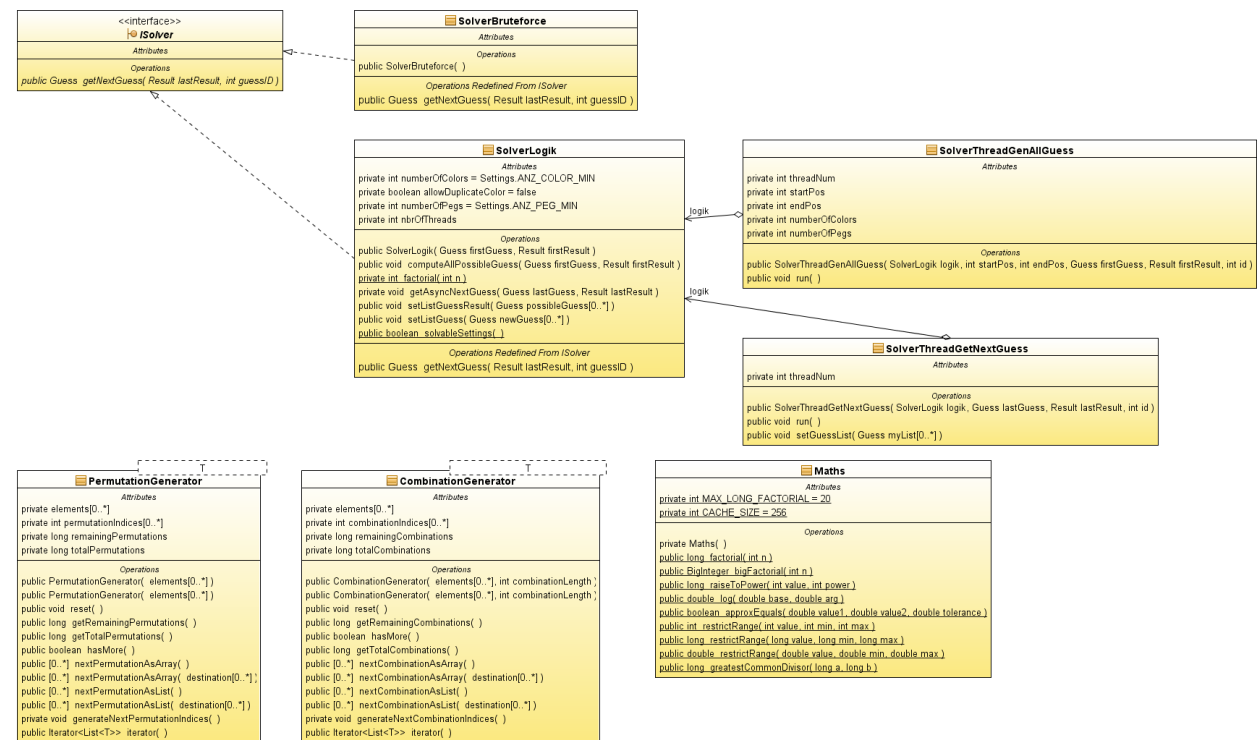 <<interface>>
ISolver
Attributes
Operations
public Guess getNextGuess( Result lastResult, int guessID )
SolverBruteforce
Attributes
Operations
public SolverBruteforce( )
Operations Redefined From ISolver
public Guess getNextGuess( Result lastResult, int guessID )
SolverLogik
Attributes
private int numberOfColors = Settings.ANZ_COLOR_MIN
private boolean allowDuplicateColor = false
private int numberOfPegs = Settings.ANZ_PEG_MIN
private int nbrOfThreads
Operations
public SolverLogik( Guess firstGuess, Result firstResult )
public void computeAllPossibleGuess( Guess firstGuess, Result firstResult )
private int factorial( int n )
private void getAsyncNextGuess( Guess lastGuess, Result lastResult )
public void setListGuessResult( Guess possibleGuess[0..*] )
public void setListGuess( Guess newGuess[0..*] )
public boolean solvableSettings( )
Operations Redefined From ISolver
public Guess getNextGuess( Result lastResult, int guessID )
logik
logik
SolverThreadGenAllGuess
Attributes
private int threadNum
private int startPos
private int endPos
private int numberOfColors
private int numberOfPegs
Operations
public SolverThreadGenAllGuess( SolverLogik logik, int startPos, int endPos, Guess firstGuess, Result firstResult, int id )
public void run( )
SolverThreadGetNextGuess
Attributes
private int threadNum
Operations
public SolverThreadGetNextGuess( SolverLogik logik, Guess lastGuess, Result lastResult, int id )
public void run( )
public void setGuessList( Guess myList[0..*] )
T
PermutationGenerator
Attributes
private elements[0..*]
private int permutationIndices[0..*]
private long remainingPermutations
private long totalPermutations
Operations
public PermutationGenerator( elements[0..*] )
public PermutationGenerator( elements[0..*] )
public void reset( )
public long getRemainingPermutations( )
public long getTotalPermutations( )
public boolean hasMore( )
public [0..*] nextPermutationAsArray( )
public [0..*] nextPermutationAsArray( destination[0..*] )
public [0..*] nextPermutationAsList( )
public [0..*] nextPermutationAsList( destination[0..*] )
private void generateNextPermutationIndices( )
public Iterator<List<T>> iterator( )
T
CombinationGenerator
Attributes
private elements[0..*]
private int combinationIndices[0..*]
private long remainingCombinations
private long totalCombinations
Operations
public CombinationGenerator( elements[0..*], int combinationLength )
public CombinationGenerator( elements[0..*], int combinationLength )
public void reset( )
public long getRemainingCombinations( )
public boolean hasMore( )
public long getTotalCombinations( )
public [0..*] nextCombinationAsArray( )
public [0..*] nextCombinationAsArray( destination[0..*] )
public [0..*] nextCombinationAsList( )
public [0..*] nextCombinationAsList( destination[0..*] )
private void generateNextCombinationIndices( )
public Iterator<List<T>> iterator( )
Maths
Attributes
private int MAX_LONG_FACTORIAL = 20
private int CACHE_SIZE = 256
Operations
private Maths( )
public long factorial( int n )
public BigInteger bigFactorial( int n )
public long raiseToPower( int value, int power )
public double log( double base, double arg )
public boolean approxEquals( double value1, double value2, double tolerance )
public int restrictRange( int value, int min, int max )
public long restrictRange( long value, long min, long max )
public double restrictRange( double value, double min, double max )
public long greatestCommonDivisor( long a, long b )